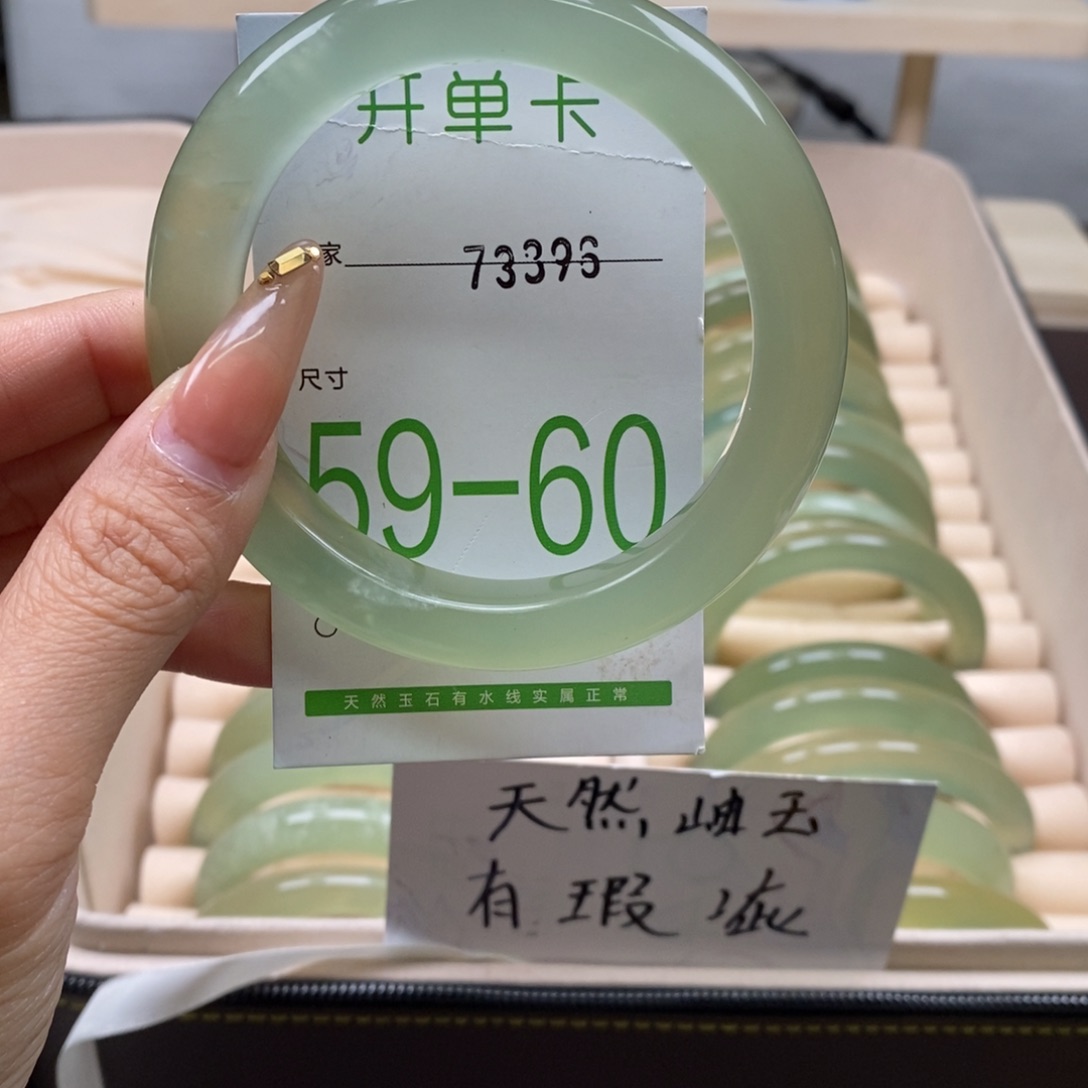 开单卡
家 73396
尺寸
59-60
天然玉石有水线实属正常
天然岫玉
有瑕疵